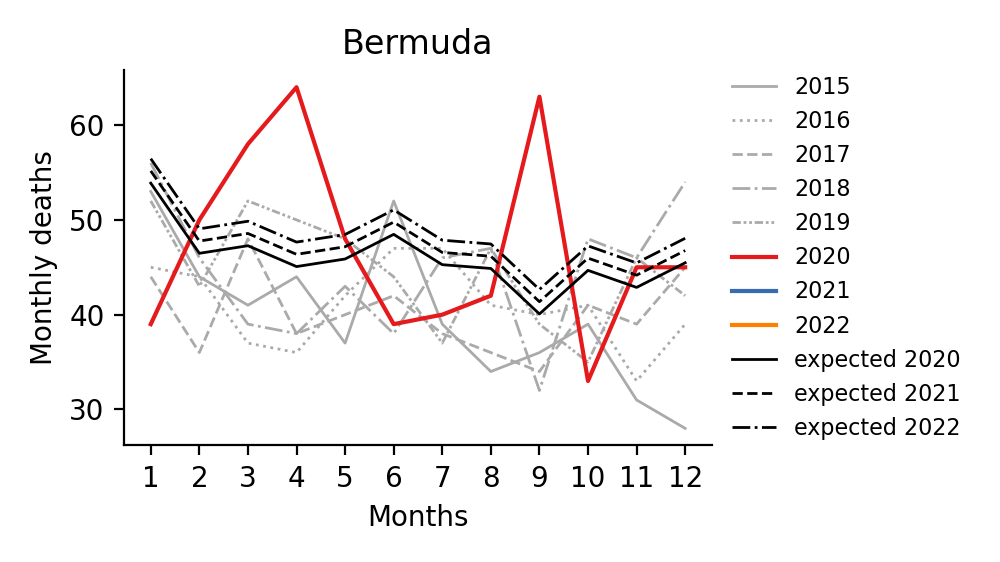 Bermuda
Monthly deaths
60
50
40
30
1 2 3 4 5 6 7 8 9 10 11 12
Months
2015
2016
2017
2018
2019
2020
2021
2022
expected 2020
expected 2021
expected 2022